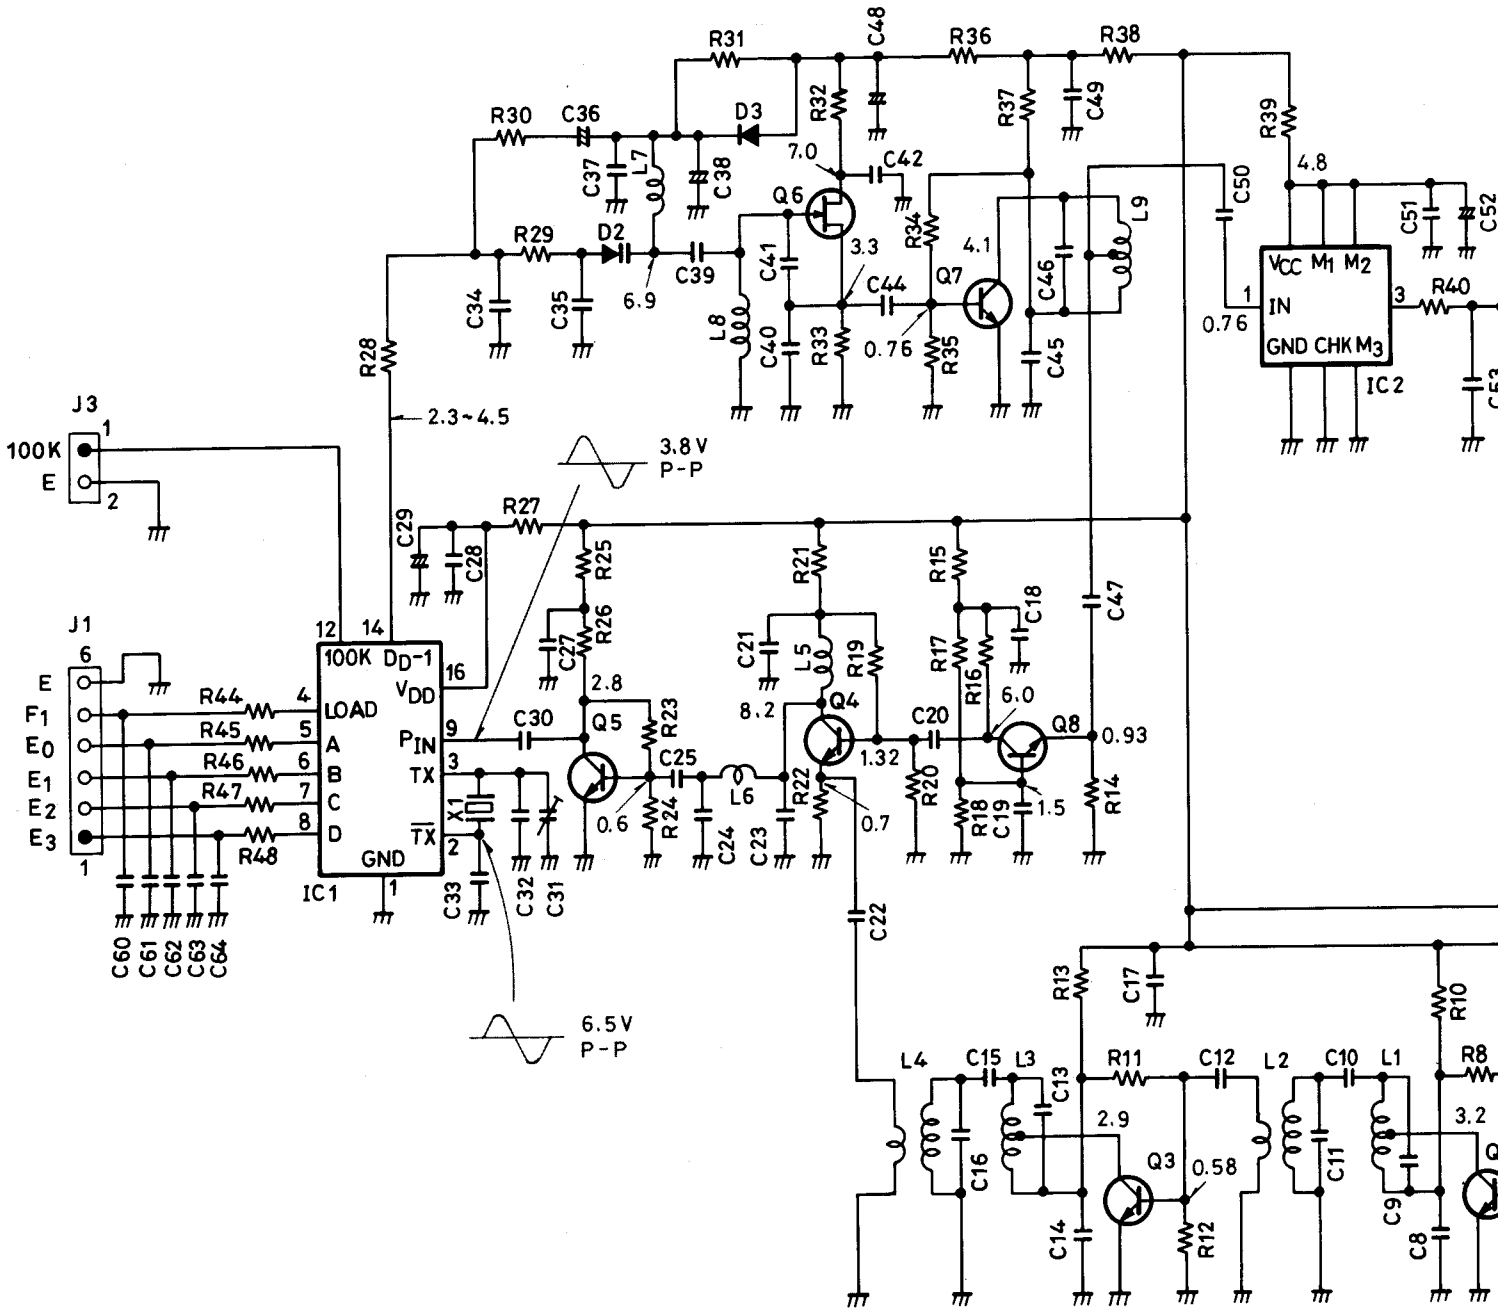 R31
C48
R36
R38
R30
C36
D3
R32
R37
C49
R39
C37
L7
C38
7.0
C42
C50
4.8
Q6
R34
L9
C51
C52
R29
D2
C39
C41
3.3
C44
Q7
4.1
C46
VCC M1 M2
1
IN
3
R40
C34
C35
6.9
L8
C40
R33
0.76
R35
C45
0.76
GND CHK M3
IC2
C53
R28
J3
1
100K
E
2
2.3~4.5
3.8V
P-P
C29
C28
R27
R25
R21
R15
C47
J1
6
12
14
100K DD-1
16
VDD
C27
R26
C21
L5
R19
R17
R16
C18
E
F1
E0
E1
E2
E3
1
R44
R45
R46
R47
R48
4
5
6
7
8
LOAD
A
B
C
D
PIN
9
TX
3
TX
2
GND
1
IC1
C30
2.8
Q5
R23
C25
8.2
Q4
C20
6.0
Q8
0.93
1.32
X1
L6
R22
R20
R18
C19
1.5
R14
0.6
R24
C24
C23
0.7
C33
C32
C31
C60
C61
C62
C63
C64
C22
6.5V
P-P
R13
C17
R10
L4
C15
L3
C13
R11
C12
L2
C10
L1
R8
C16
2.9
Q3
0.58
C11
3.2
Q
C14
R12
C9
C8